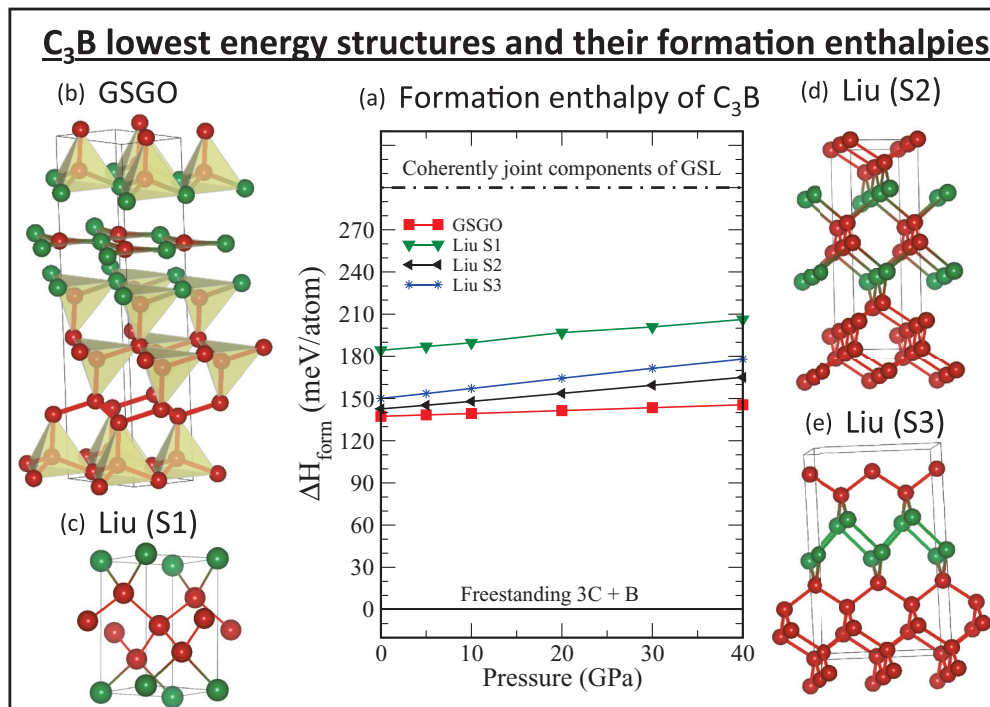 C₃B lowest energy structures and their formation enthalpies
(b) GSGO
(a) Formation enthalpy of C₃B
(d) Liu (S2)
Coherently joint components of GSL
GSGO
Liu S1
Liu S2
Liu S3
270
240
210
180
150
120
90
60
30
0
ΔH_form (meV/atom)
Freestanding 3C + B
0 10 20 30 40
Pressure (GPa)
(c) Liu (S1)
(e) Liu (S3)